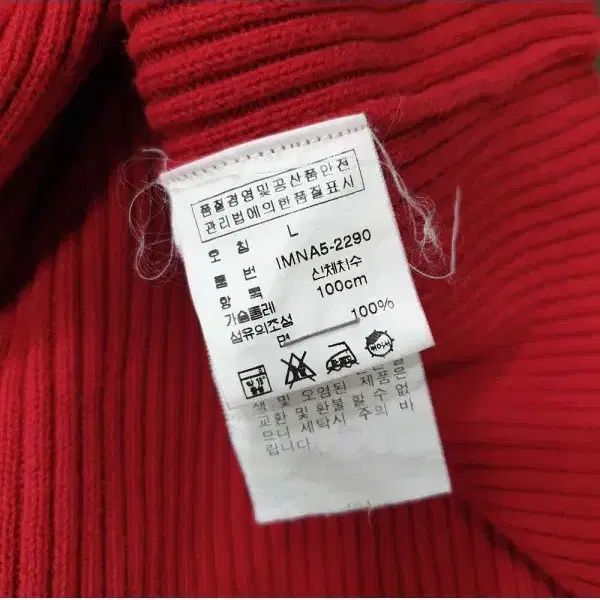 품질경영및공산품안전
관리법에의한품질표시
호 칭 L
품 번 IMNA5-2290
항 목 신체치수
가슴둘레 100cm
섬유의조성
면 100%
색 및 오염된 제품은
교환 및 환불 할 수 없
으니 세탁시 주의 바
랍니다.